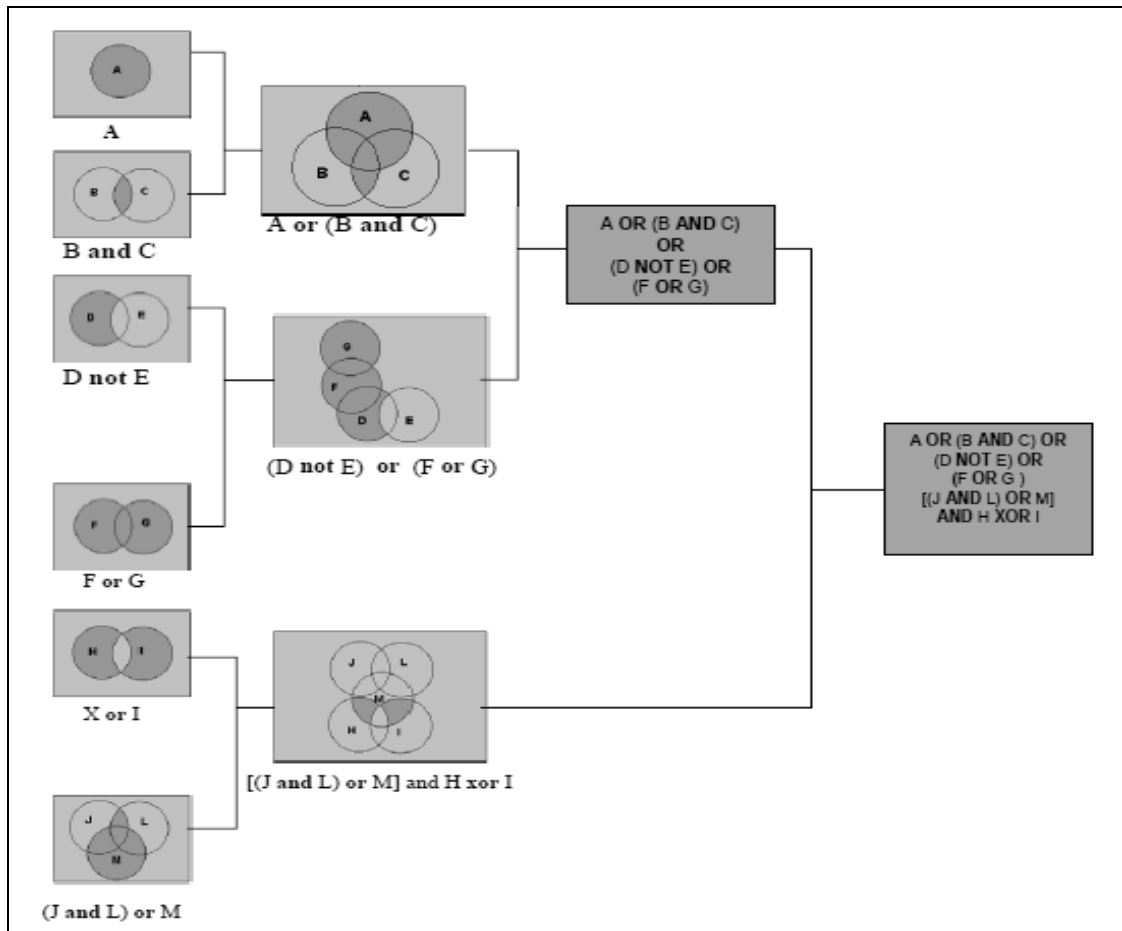 A
A
B C
B and C
A
B C
A or (B and C)
D E
D not E
G
F
D E
(D not E) or (F or G)
F G
F or G
A OR (B AND C)
OR
(D NOT E) OR
(F OR G)
A OR (B AND C) OR
(D NOT E) OR
(F OR G )
[(J AND L) OR M]
AND H XOR I
H I
X or I
J L
M
H I
[(J and L) or M] and H xor I
J L
M
(J and L) or M